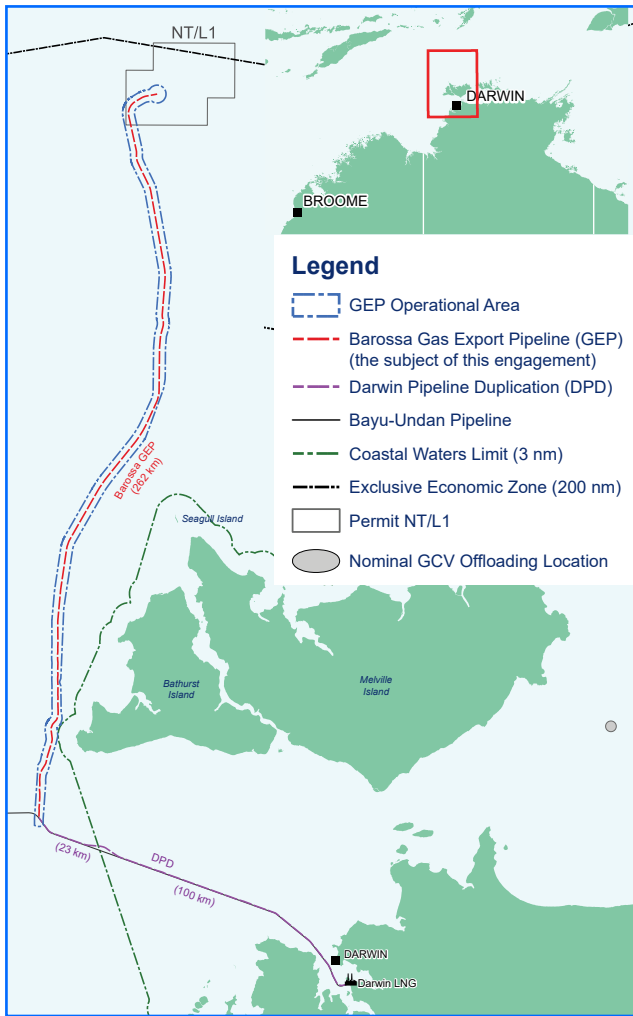 NT/L1
DARWIN
BROOME
Legend
GEP Operational Area
Barossa Gas Export Pipeline (GEP)
(the subject of this engagement)
Darwin Pipeline Duplication (DPD)
Bayu-Undan Pipeline
Coastal Waters Limit (3 nm)
Exclusive Economic Zone (200 nm)
Permit NT/L1
Nominal GCV Offloading Location
Barossa GEP
(262 km)
Seagull Island
Bathurst
Island
Melville
Island
(23 km)
DPD
(100 km)
DARWIN
Darwin LNG